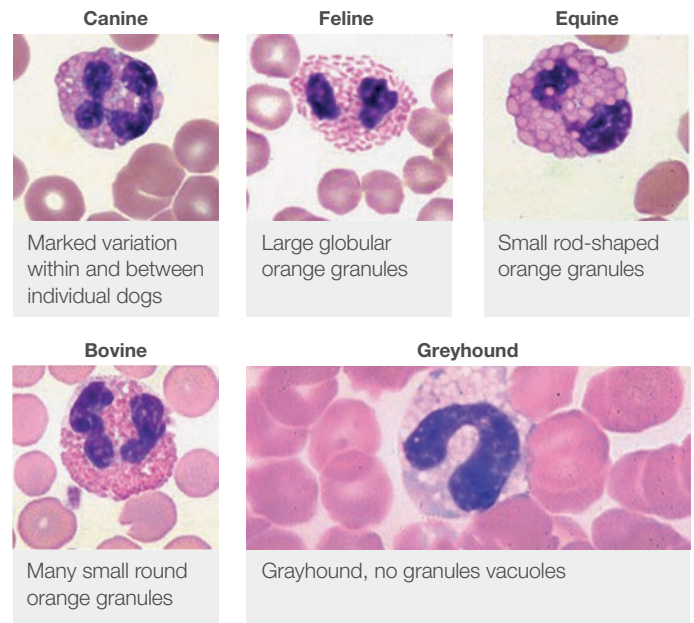 Canine
Feline
Equine
Marked variation
within and between
individual dogs
Large globular
orange granules
Small rod-shaped
orange granules
Bovine
Greyhound
Many small round
orange granules
Grayhound, no granules vacuoles